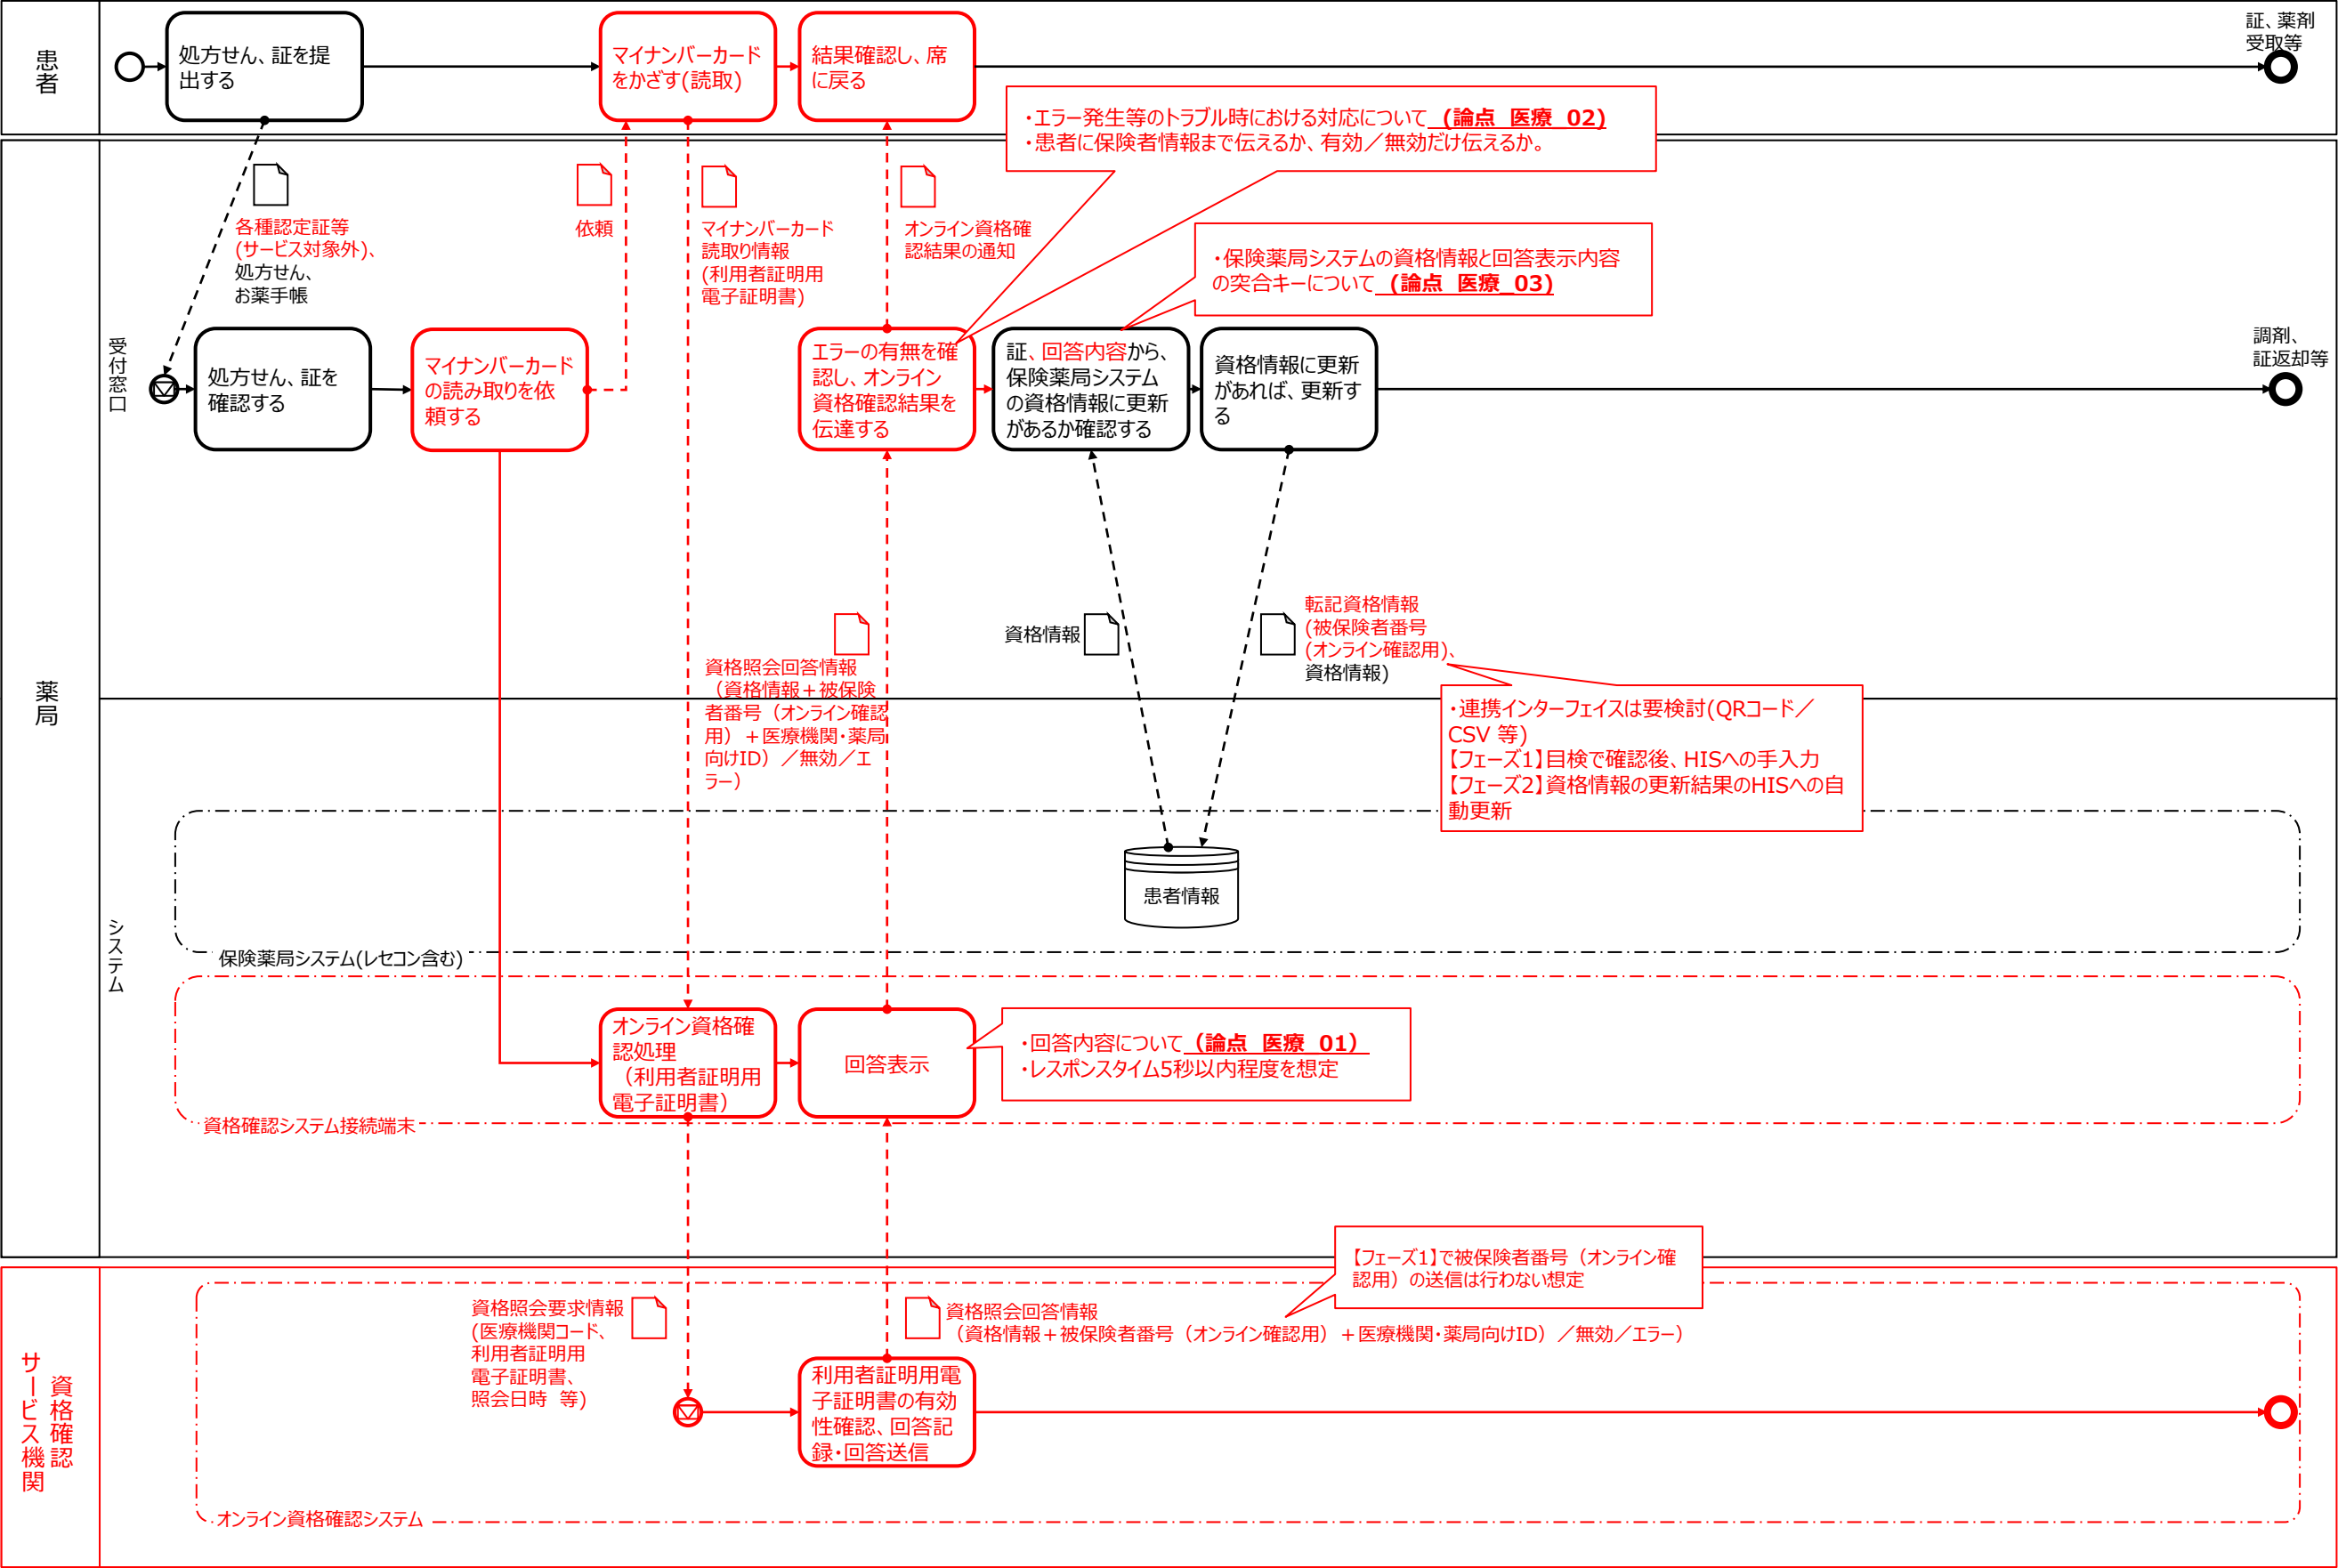 患者
処方せん、証を提
出する
マイナンバーカード
をかざす(読取)
結果確認し、席
に戻る
証、薬剤
受取等
・エラー発生等のトラブル時における対応について（論点_医療_02)
・患者に保険者情報まで伝えるか、有効／無効だけ伝えるか。
薬局
受付窓口
各種認定証等
(サービス対象外)、
処方せん、
お薬手帳
依頼
マイナンバーカード
読取り情報
(利用者証明用
電子証明書)
オンライン資格確
認結果の通知
・保険薬局システムの資格情報と回答表示内容
の突合キーについて（論点_医療_03)
処方せん、証を
確認する
マイナンバーカード
の読み取りを依
頼する
エラーの有無を確
認し、オンライン
資格確認結果を
伝達する
証、回答内容から、
保険薬局システム
の資格情報に更新
があるか確認する
資格情報に更新
があれば、更新す
る
調剤、
証返却等
資格照会回答情報
（資格情報＋被保険
者番号（オンライン確認
用）＋医療機関・薬局
向けID）／無効／エ
ラー）
資格情報
転記資格情報
(被保険者番号
(オンライン確認用)、
資格情報)
・連携インターフェイスは要検討(QRコード／
CSV 等)
【フェーズ1】目検で確認後、HISへの手入力
【フェーズ2】資格情報の更新結果のHISへの自
動更新
システム
患者情報
保険薬局システム(レセコン含む)
オンライン資格確
認処理
（利用者証明用
電子証明書）
回答表示
・回答内容について（論点_医療_01）
・レスポンスタイム5秒以内程度を想定
資格確認システム接続端末
資格確認
サービス機関
【フェーズ1】で被保険者番号（オンライン確
認用）の送信は行わない想定
資格照会要求情報
(医療機関コード、
利用者証明用
電子証明書、
照会日時 等)
資格照会回答情報
（資格情報＋被保険者番号（オンライン確認用）＋医療機関・薬局向けID）／無効／エラー）
利用者証明用電
子証明書の有効
性確認、回答記
録・回答送信
オンライン資格確認システム